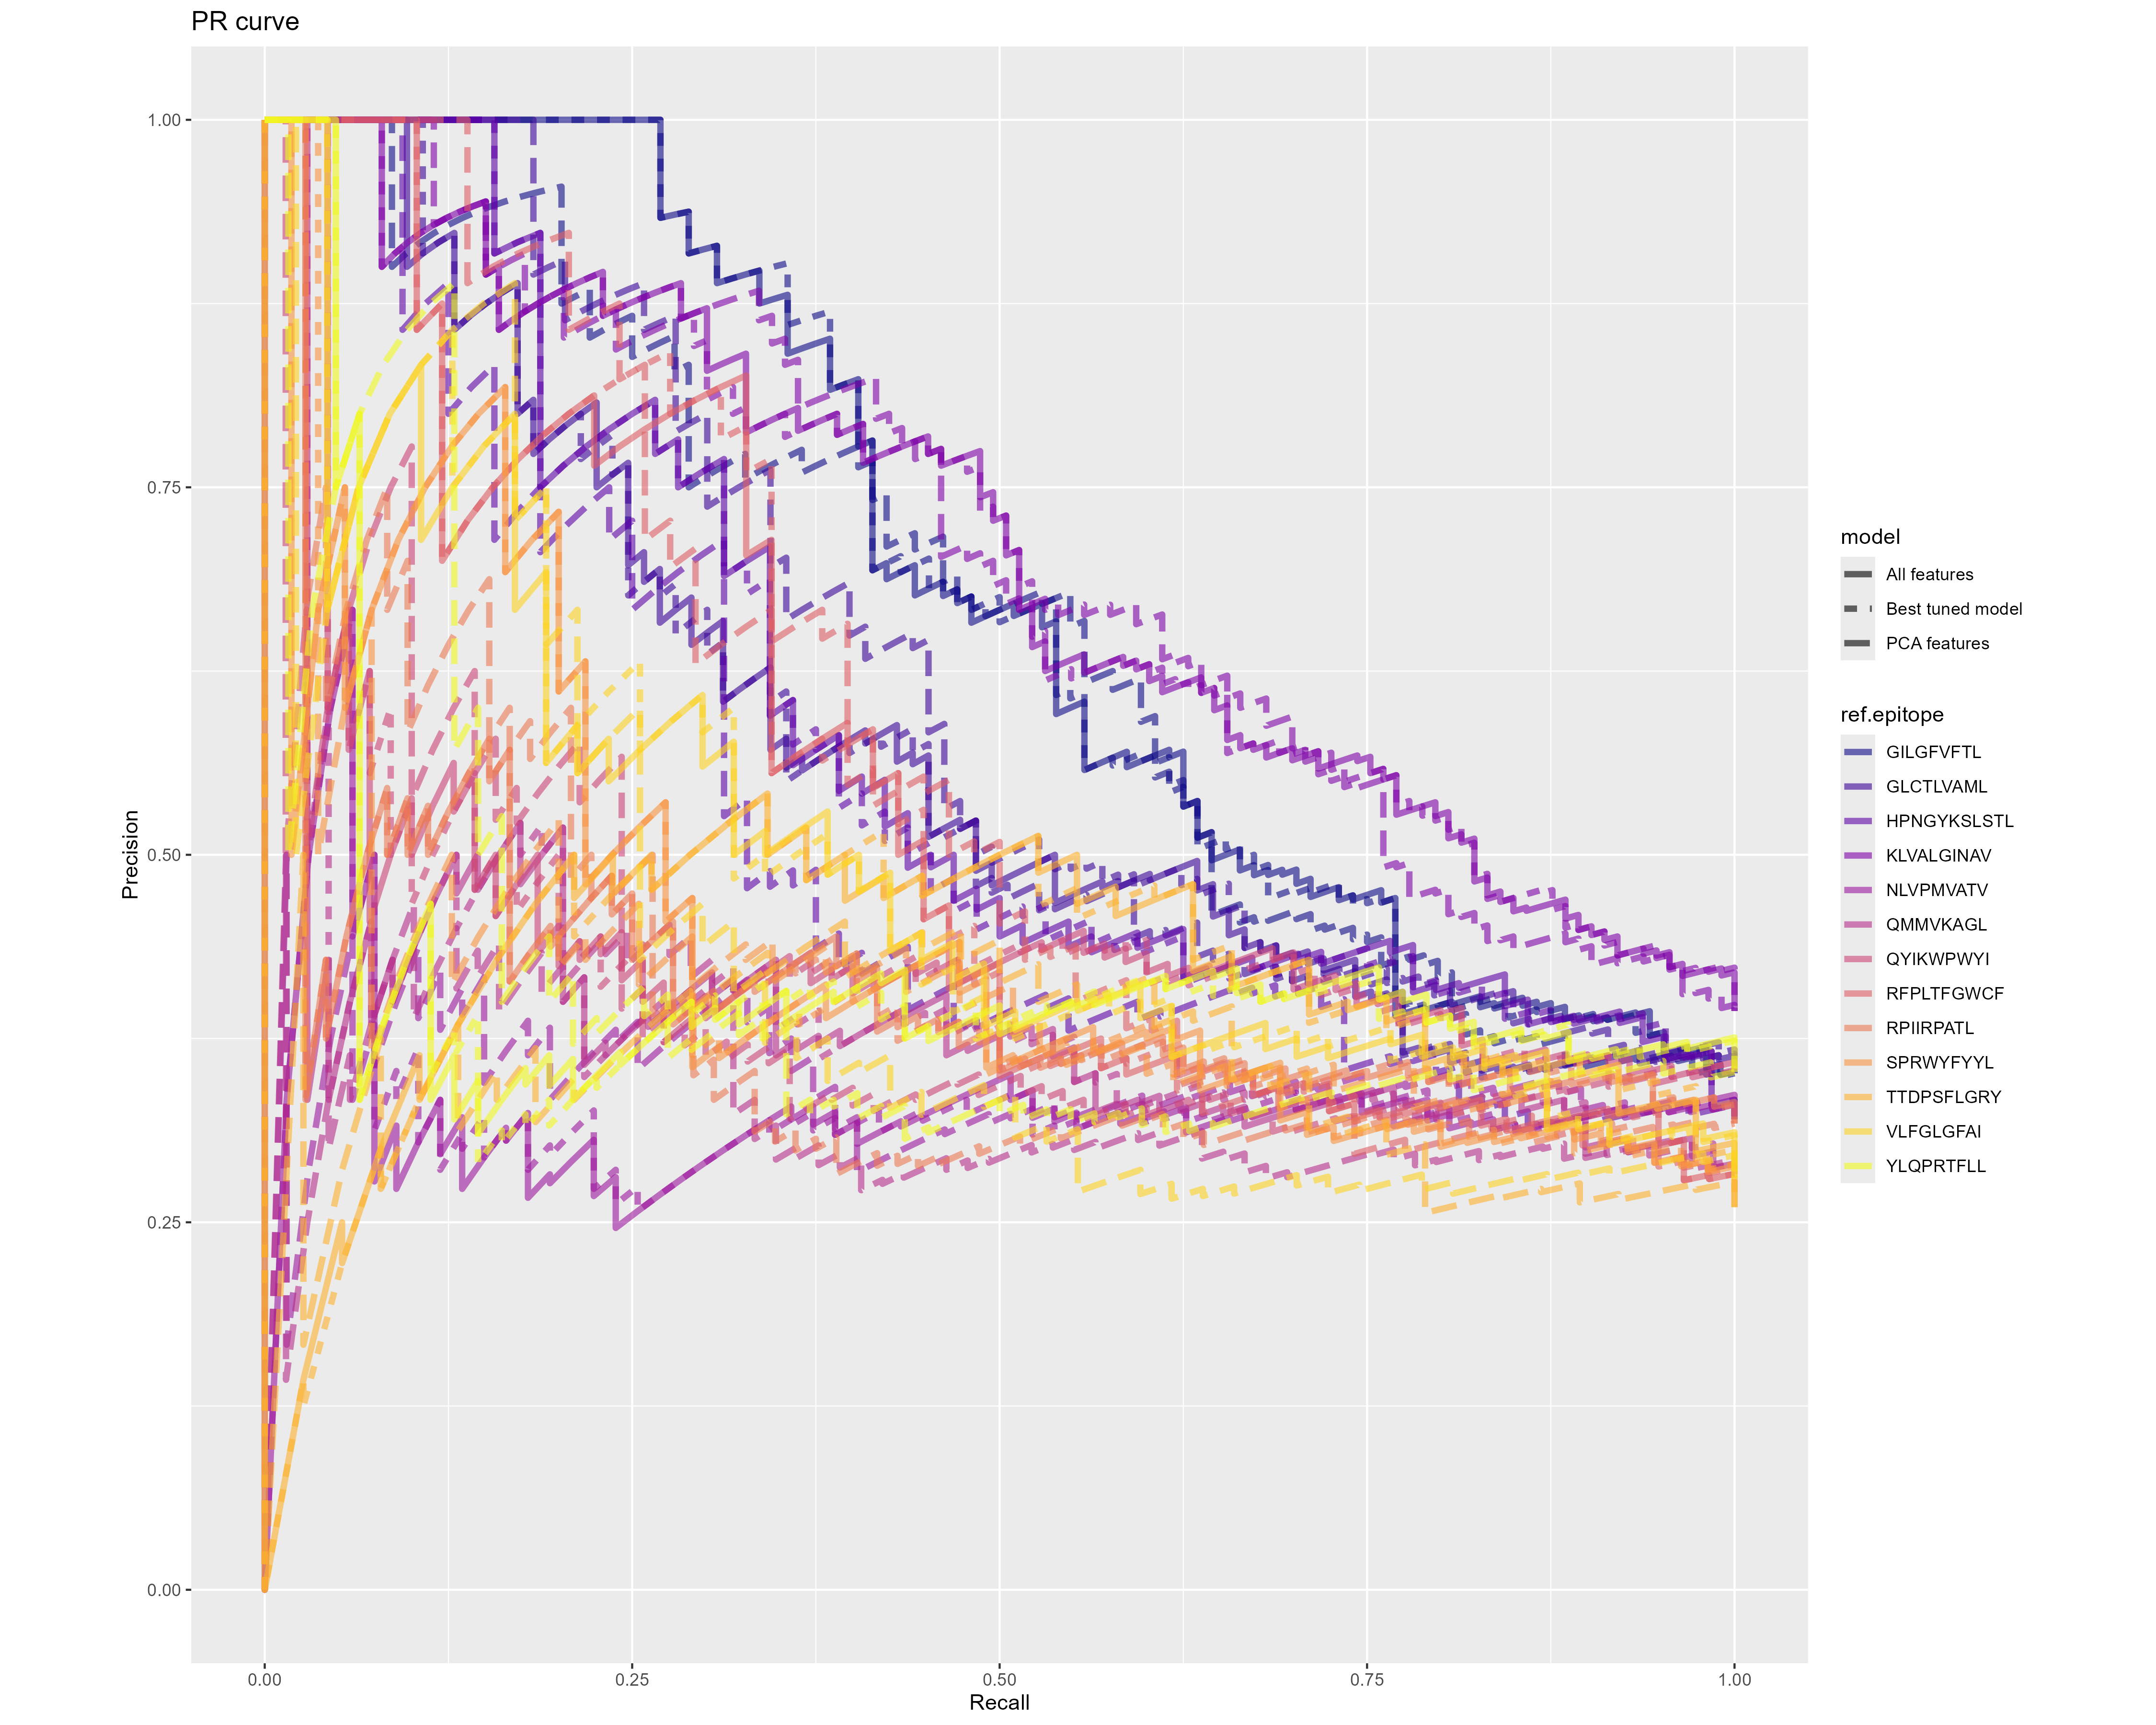 PR curve
1.00
0.75
0.50
0.25
0.00
Precision
0.00
0.25
0.50
0.75
1.00
Recall
model
All features
Best tuned model
PCA features
ref.epitope
GILGFVFTL
GLCTLVAML
HPNGYKSLSTL
KLVALGINAV
NLVPMVATV
QMMVKAGL
QYIKWPWYI
RFPLTFGWCF
RPIIRPATL
SPRWYFYYL
TTDPSFLGRY
VLFGLGFAI
YLQPRTFLL